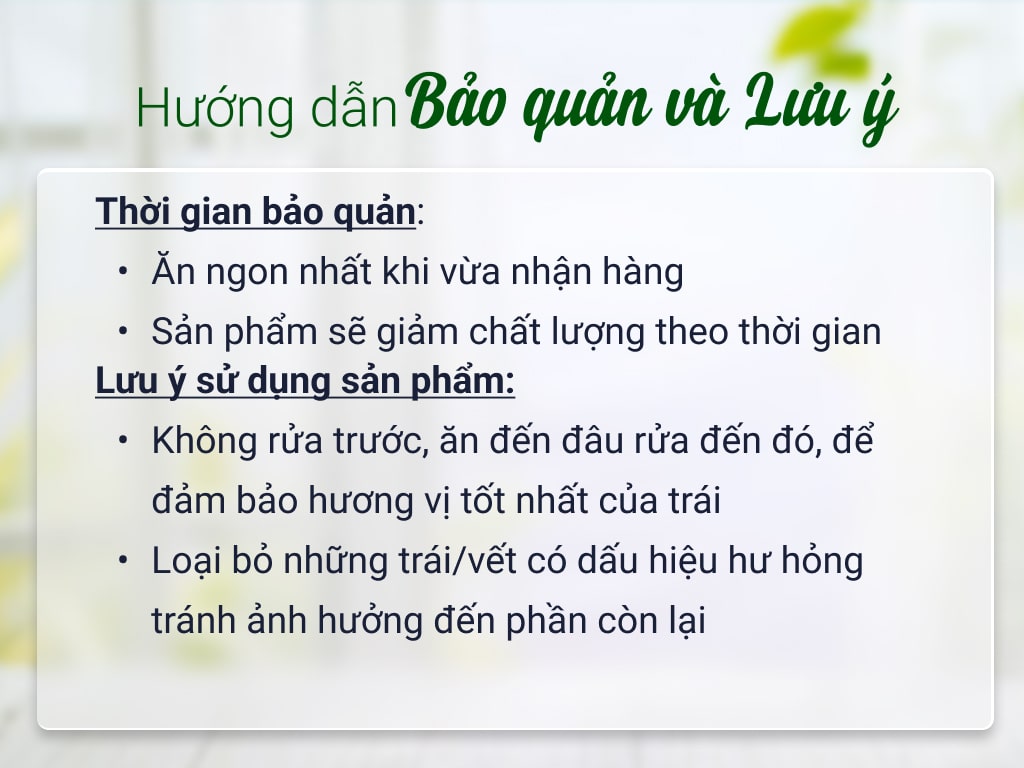 Hướng dẫn Bảo quản và Lưu ý
Thời gian bảo quản:
• Ăn ngon nhất khi vừa nhận hàng
• Sản phẩm sẽ giảm chất lượng theo thời gian
Lưu ý sử dụng sản phẩm:
• Không rửa trước, ăn đến đâu rửa đến đó, để
đảm bảo hương vị tốt nhất của trái
• Loại bỏ những trái/vết có dấu hiệu hư hỏng
tránh ảnh hưởng đến phần còn lại